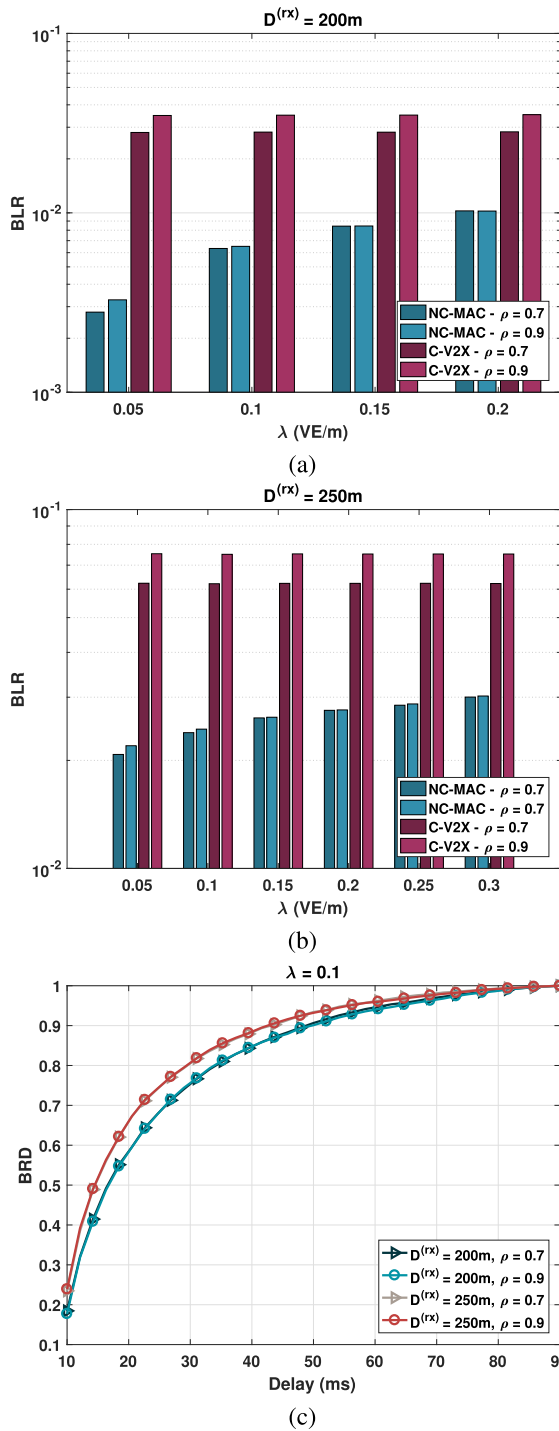 D(rx) = 200m
10-1
10-2
10-3
BLR
0.05 0.1 0.15 0.2
λ (VE/m)
NC-MAC - ρ = 0.7
NC-MAC - ρ = 0.9
C-V2X - ρ = 0.7
C-V2X - ρ = 0.9
(a)
D(rx) = 250m
10-1
10-2
BLR
0.05 0.1 0.15 0.2 0.25 0.3
λ (VE/m)
NC-MAC - ρ = 0.7
NC-MAC - ρ = 0.7
C-V2X - ρ = 0.7
C-V2X - ρ = 0.9
(b)
λ = 0.1
1
0.9
0.8
0.7
0.6
0.5
0.4
0.3
0.2
0.1
BRD
10 20 30 40 50 60 70 80 9
Delay (ms)
D(rx) = 200m, ρ = 0.7
D(rx) = 200m, ρ = 0.9
D(rx) = 250m, ρ = 0.7
D(rx) = 250m, ρ = 0.9
(c)